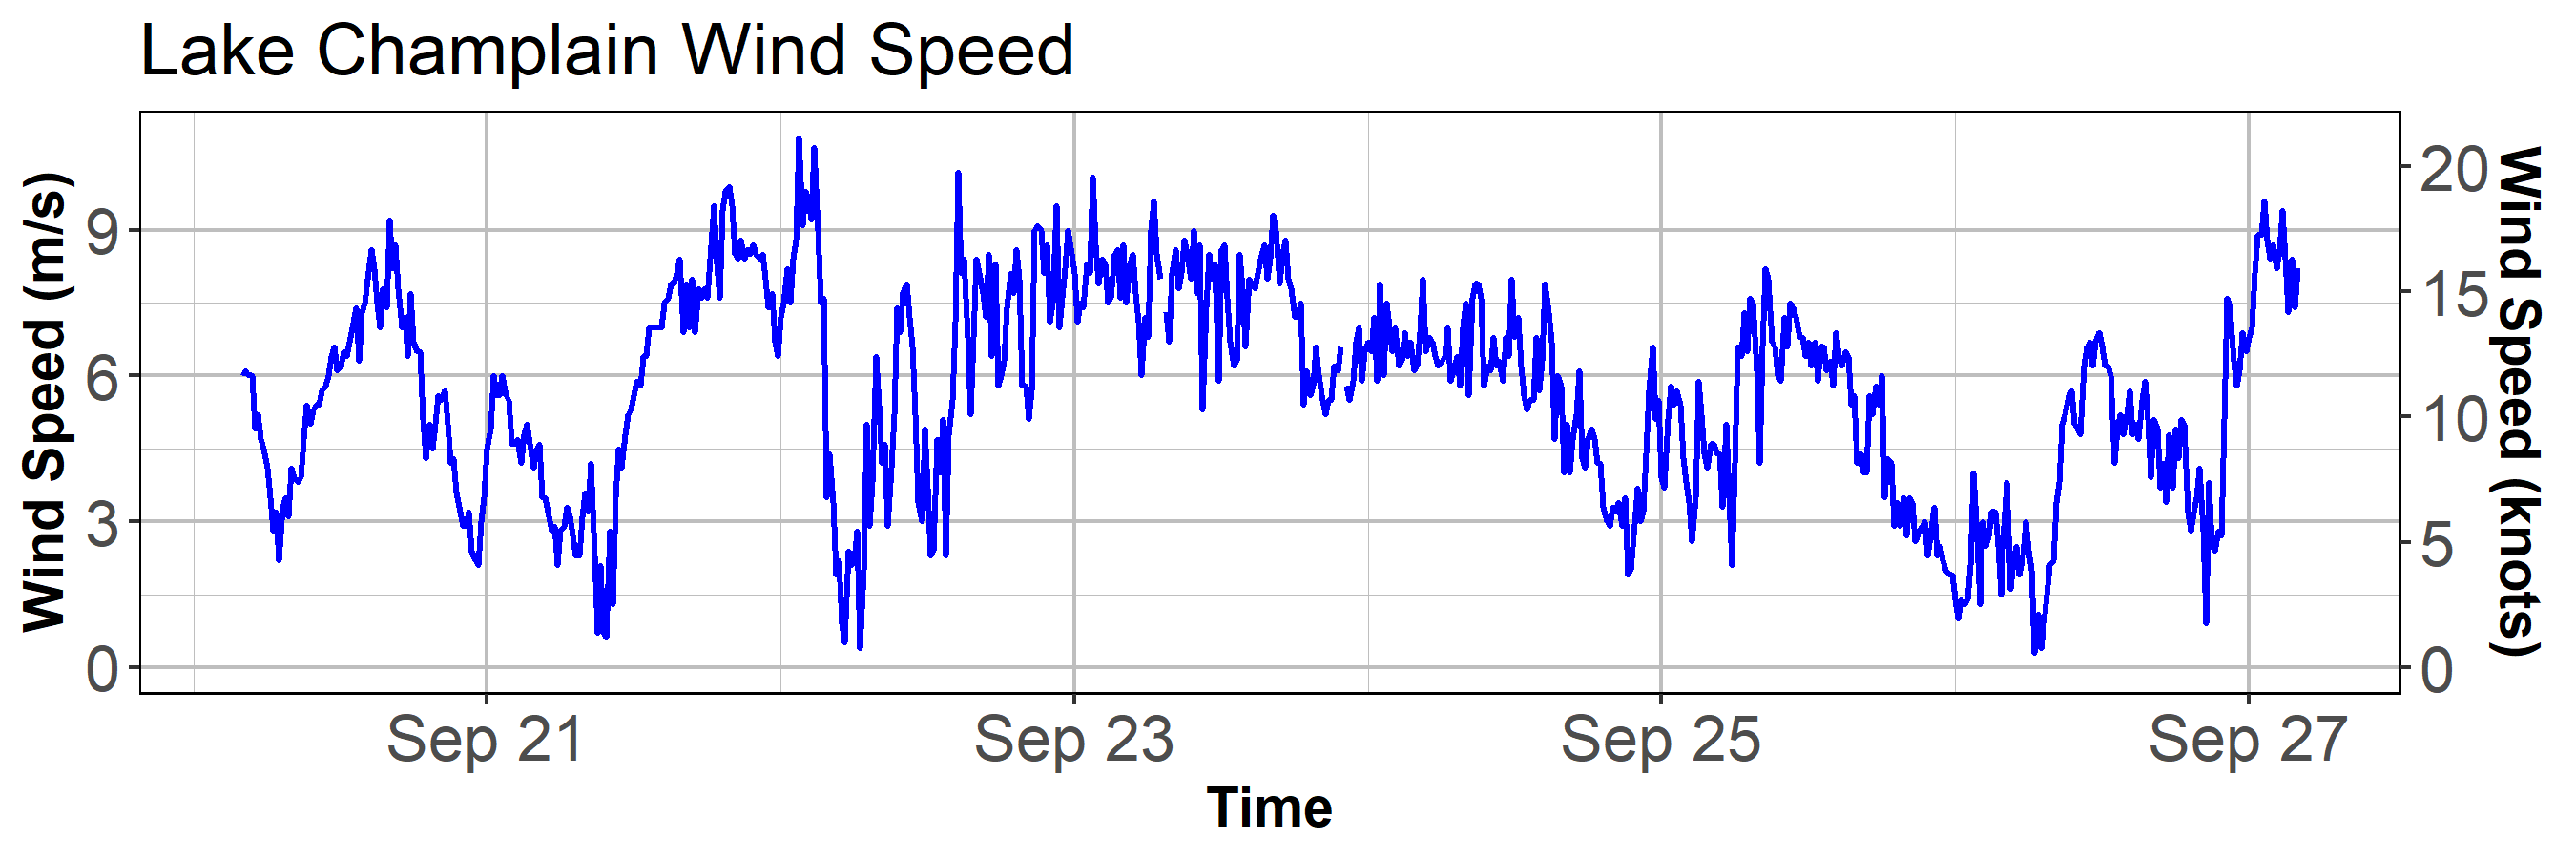 Lake Champlain Wind Speed
Wind Speed (m/s)
9
6
3
0
20
15
10
5
0
Wind Speed (knots)
Sep 21
Sep 23
Sep 25
Sep 27
Time